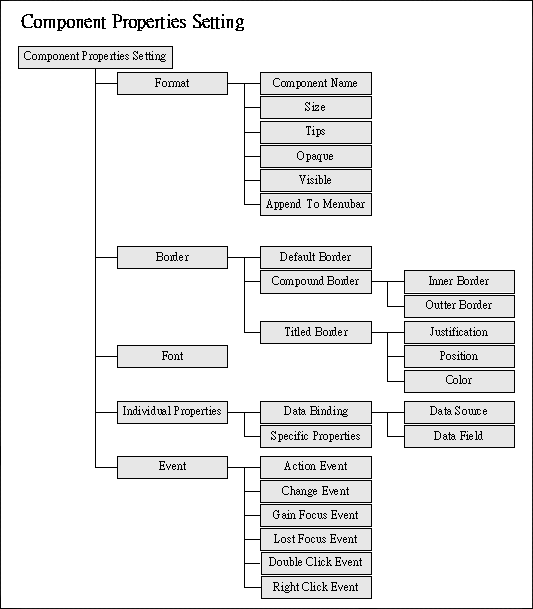 Component Properties Setting
Component Properties Setting
Format
Component Name
Size
Tips
Opaque
Visible
Append To Menubar
Border
Default Border
Compound Border
Inner Border
Outter Border
Titled Border
Justification
Position
Color
Font
Individual Properties
Data Binding
Data Source
Specific Properties
Data Field
Event
Action Event
Change Event
Gain Focus Event
Lost Focus Event
Double Click Event
Right Click Event